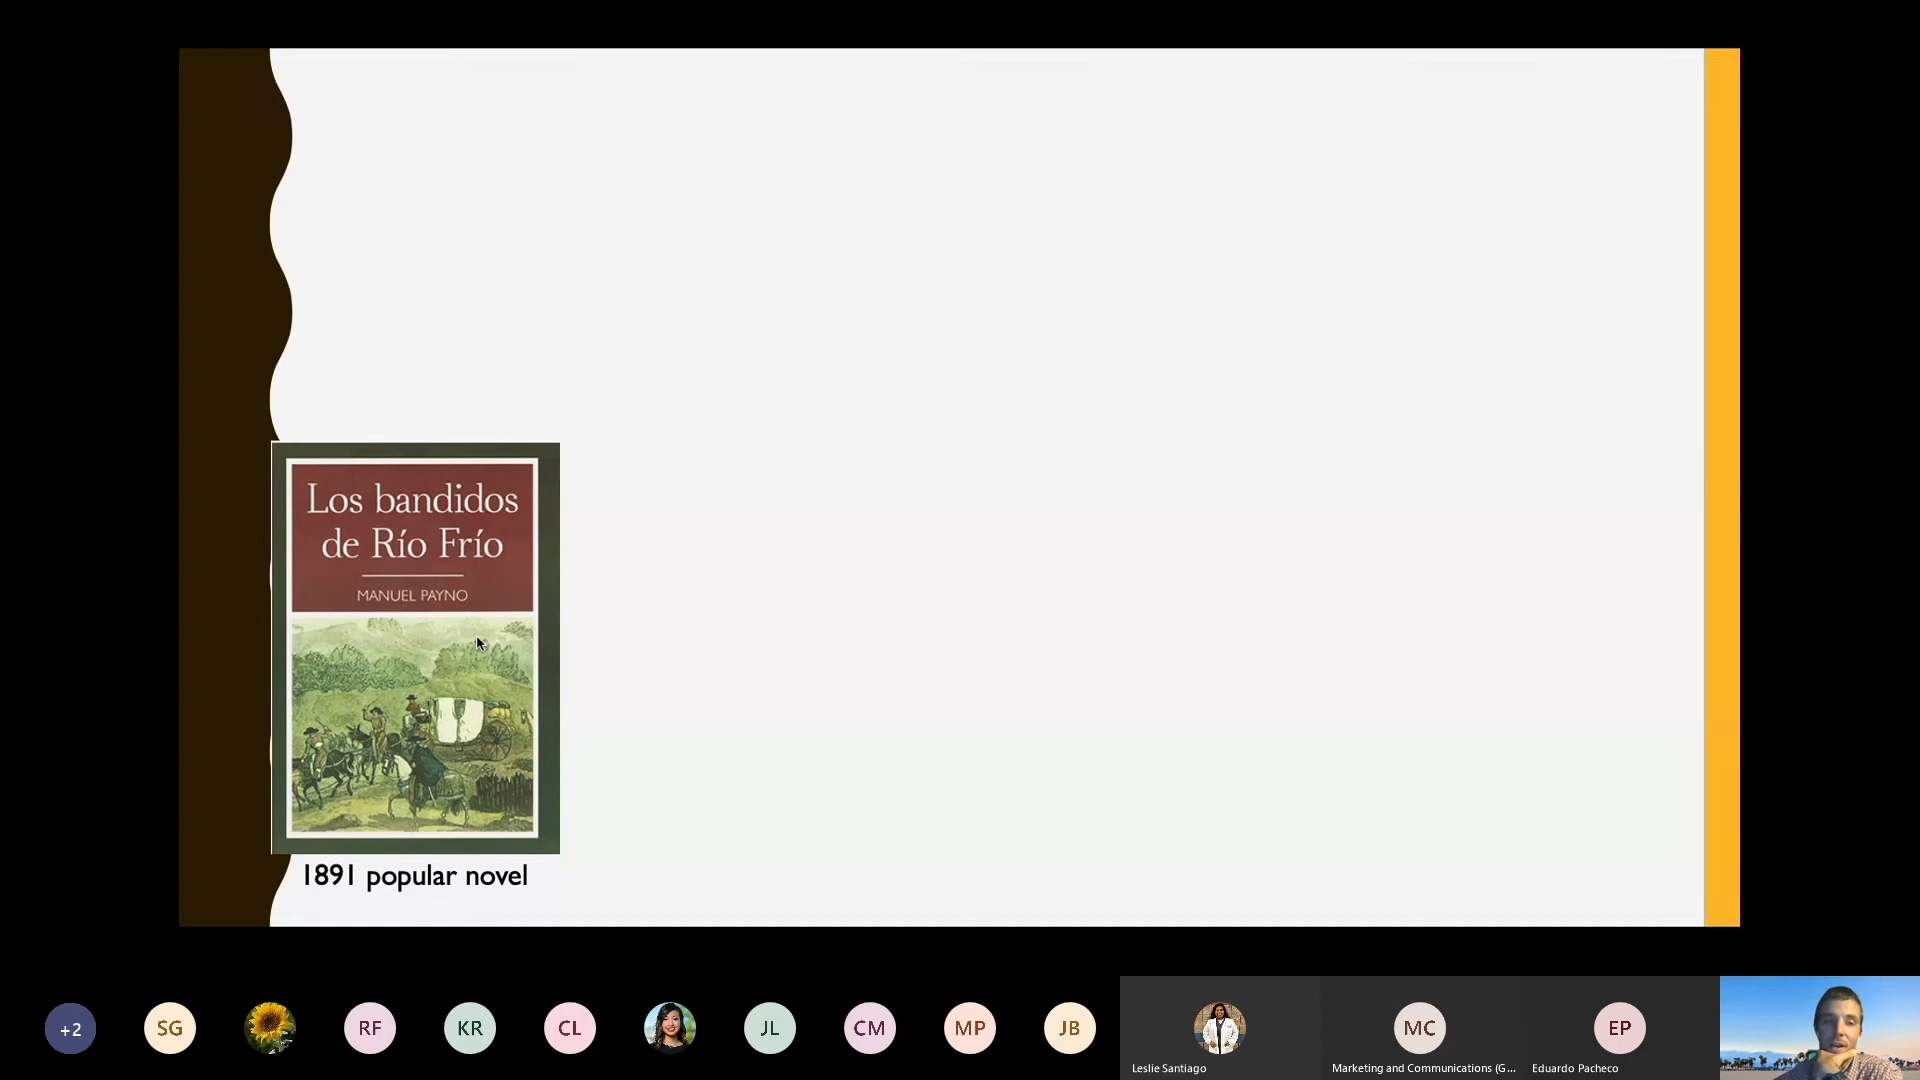 Los bandidos
de Río Frío
MANUEL PAYNO
1891 popular novel
+2
SG
RF
KR
CL
JL
CM
MP
JB
MC
EP
Leslie Santiago
Marketing and Communications (G...
Eduardo Pacheco